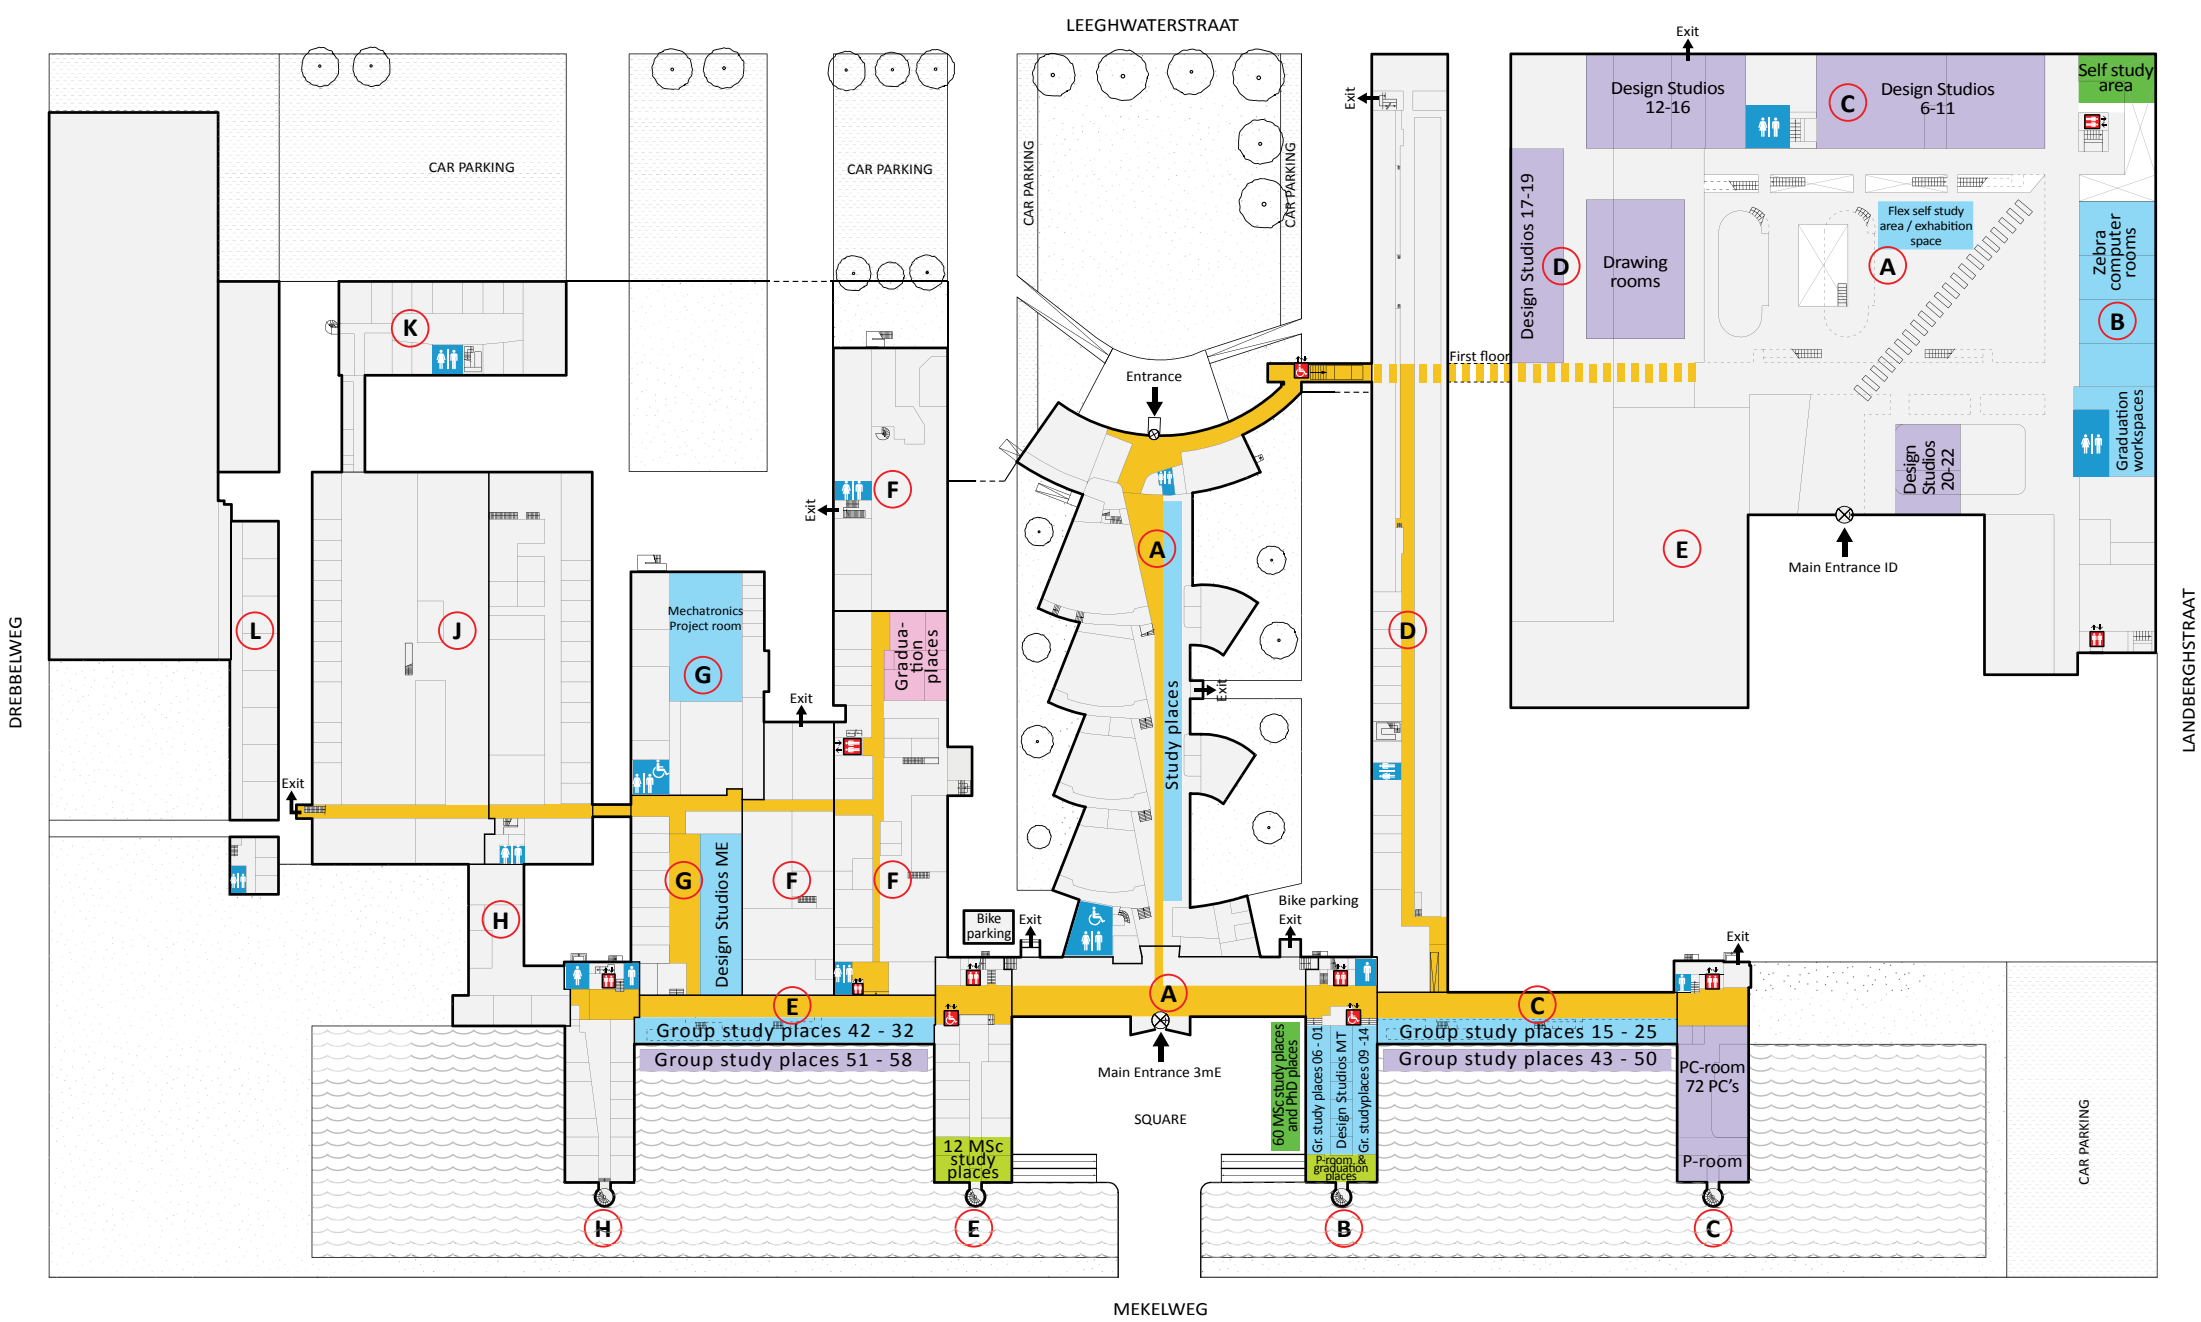 LEEGHWATERSTRAAT
Exit
Self study
area
Design Studios
12-16
C
Design Studios
6-11
Exit
CAR PARKING
CAR PARKING
CAR PARKING
CAR PARKING
Design Studios 17-19
Flex self study
area / exhabition
space
Zebra
computer
rooms
D
Drawing
rooms
A
B
K
First floor
Entrance
Graduation
workspaces
Design
Studios
20-22
F
Exit
A
E
Main Entrance ID
DREBBELWEG
LANDBERGHSTRAAT
L
J
Mechatronics
Project room
G
Gradua-
tion
places
D
Study places
Exit
Exit
Exit
G
Design Studios ME
F
F
H
Bike
parking
Exit
Bike parking
Exit
Exit
E
A
C
Group study places 42 - 32
Group study places 51 - 58
Main Entrance 3mE
SQUARE
60 MSc study places
and PhD places
Gr. study places 06 - 01
Design Studios MT
Gr. studyplaces 09 -14
Group study places 15 - 25
Group study places 43 - 50
PC-room
72 PC's
P-room
12 MSc
study
places
P-room, &
graduation
places
CAR PARKING
H
E
B
C
MEKELWEG